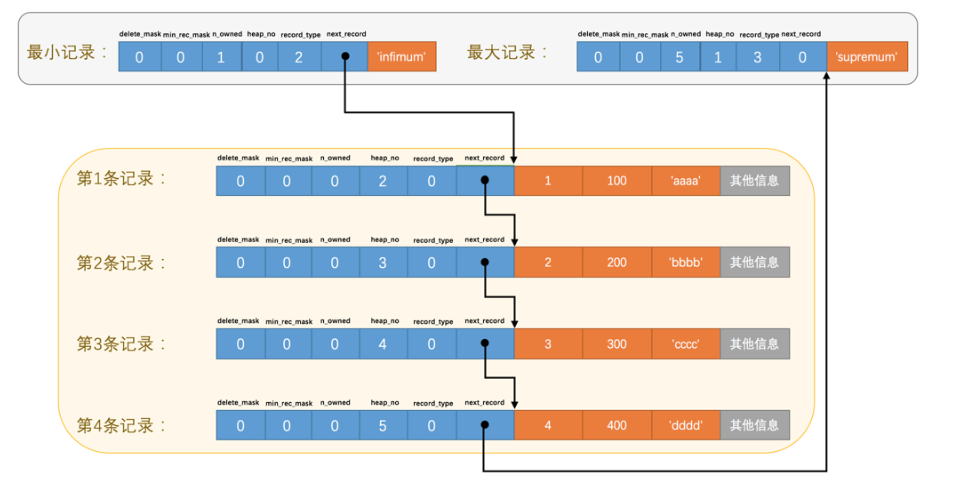 delete_mask min_rec_mask n_owned heap_no record_type next_record
最小记录： 0 0 1 0 2 'infimum'
delete_mask min_rec_mask n_owned heap_no record_type next_record
最大记录： 0 0 5 1 3 0 'supremum'
delete_mask min_rec_mask n_owned heap_no record_type next_record
第1条记录： 0 0 0 2 0 1 100 'aaaa' 其他信息
delete_mask min_rec_mask n_owned heap_no record_type next_record
第2条记录： 0 0 0 3 0 2 200 'bbbb' 其他信息
delete_mask min_rec_mask n_owned heap_no record_type next_record
第3条记录： 0 0 0 4 0 3 300 'cccc' 其他信息
delete_mask min_rec_mask n_owned heap_no record_type next_record
第4条记录： 0 0 0 5 0 4 400 'dddd' 其他信息